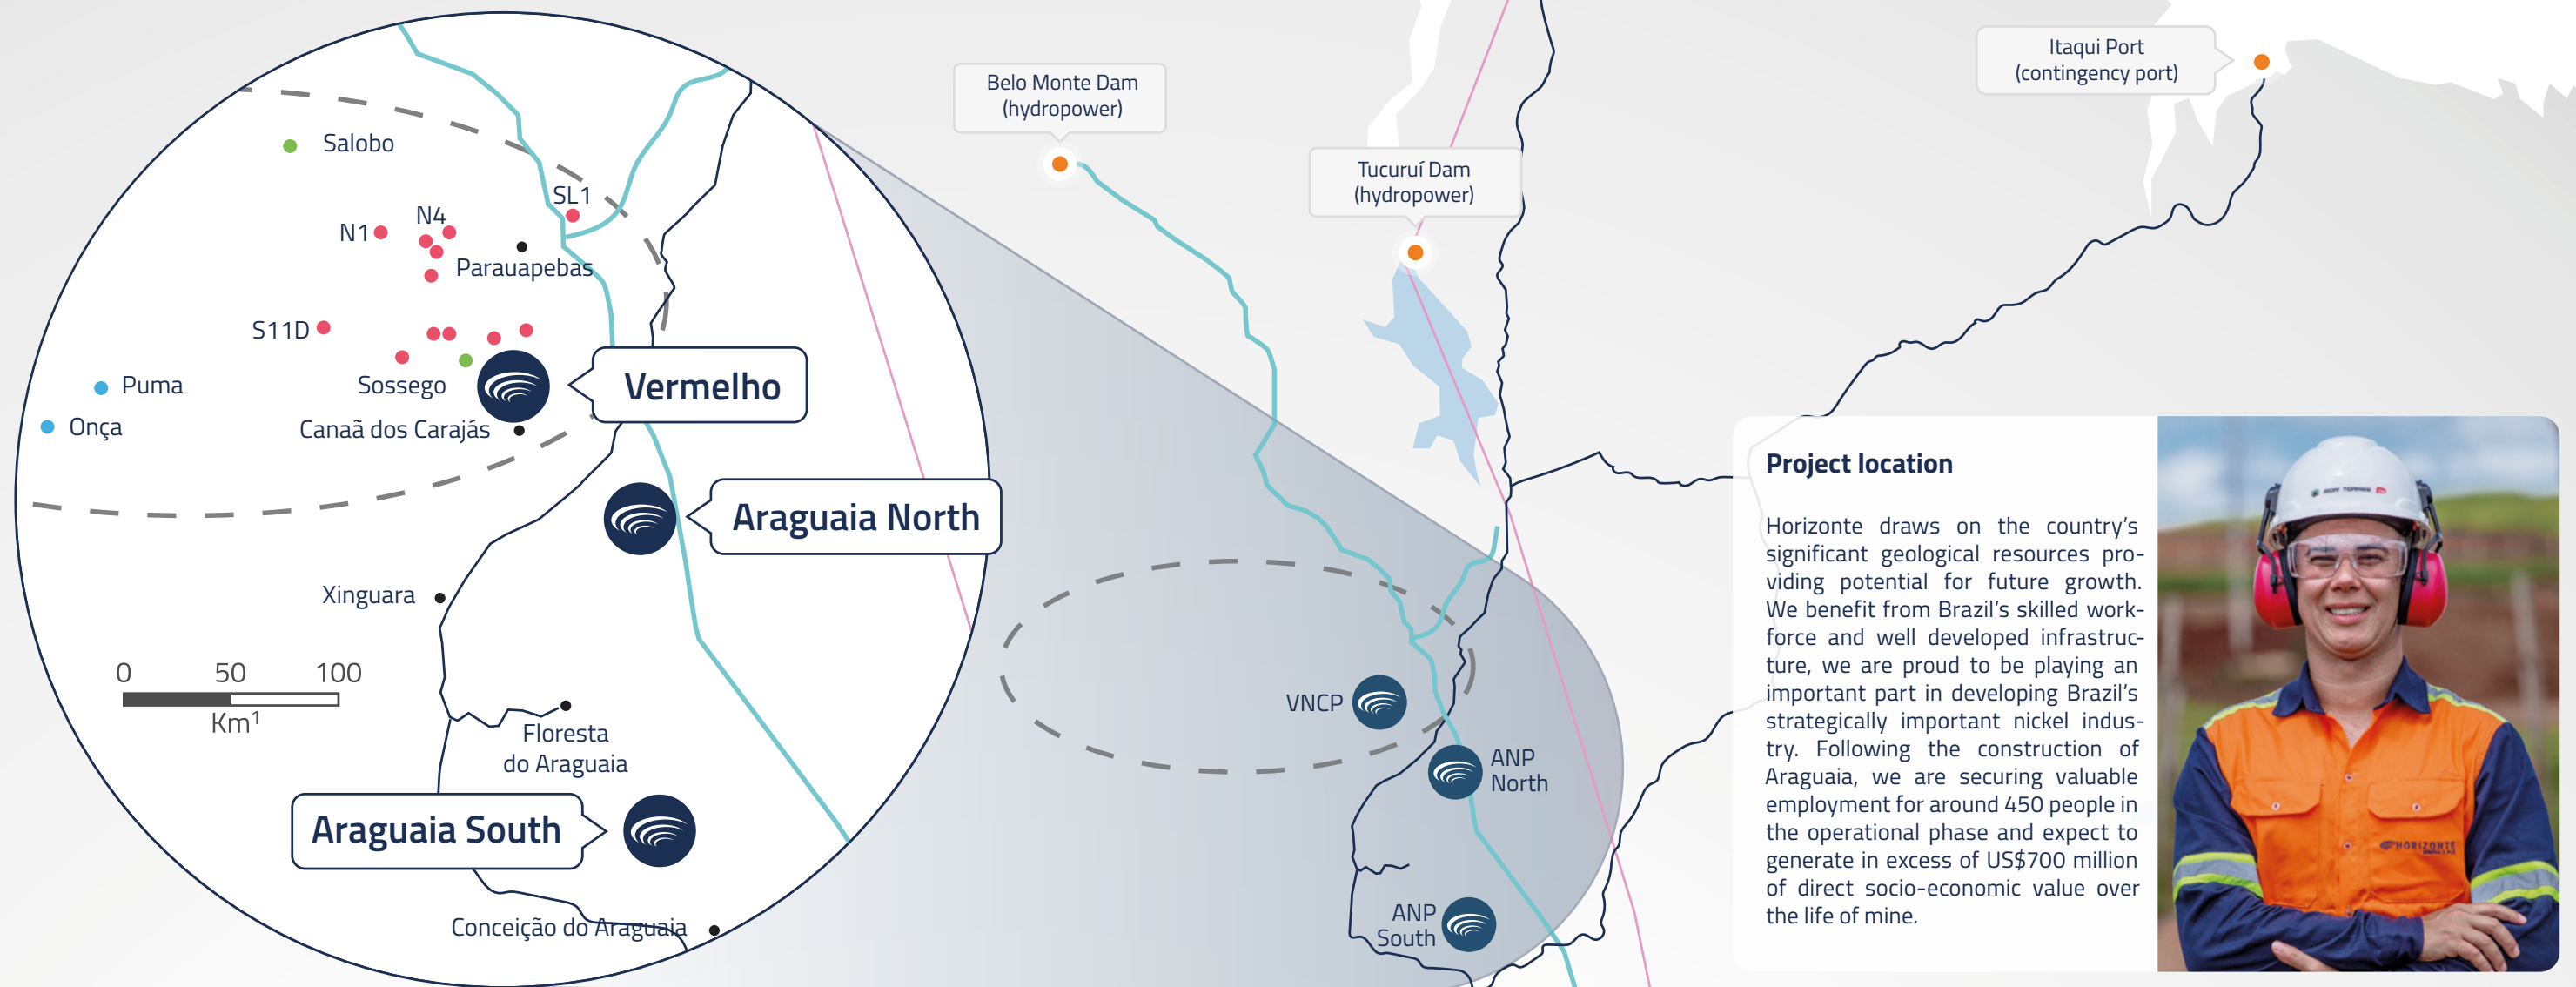 Salobo
SL1
N4
N1
Parauapebas
S11D
Puma
Sossego
Vermelho
Onça
Canaã dos Carajás
Araguaia North
Xinguara
0 50 100
Km¹
Floresta
do Araguaia
Araguaia South
Conceição do Araguaia
Belo Monte Dam
(hydropower)
Tucuruí Dam
(hydropower)
Itaqui Port
(contingency port)
VNCP
ANP
North
ANP
South
Project location
Horizonte draws on the country’s
significant geological resources pro-
viding potential for future growth.
We benefit from Brazil’s skilled work-
force and well developed infrastruc-
ture, we are proud to be playing an
important part in developing Brazil’s
strategically important nickel indus-
try. Following the construction of
Araguaia, we are securing valuable
employment for around 450 people in
the operational phase and expect to
generate in excess of US$700 million
of direct socio-economic value over
the life of mine.
HORIZONTE